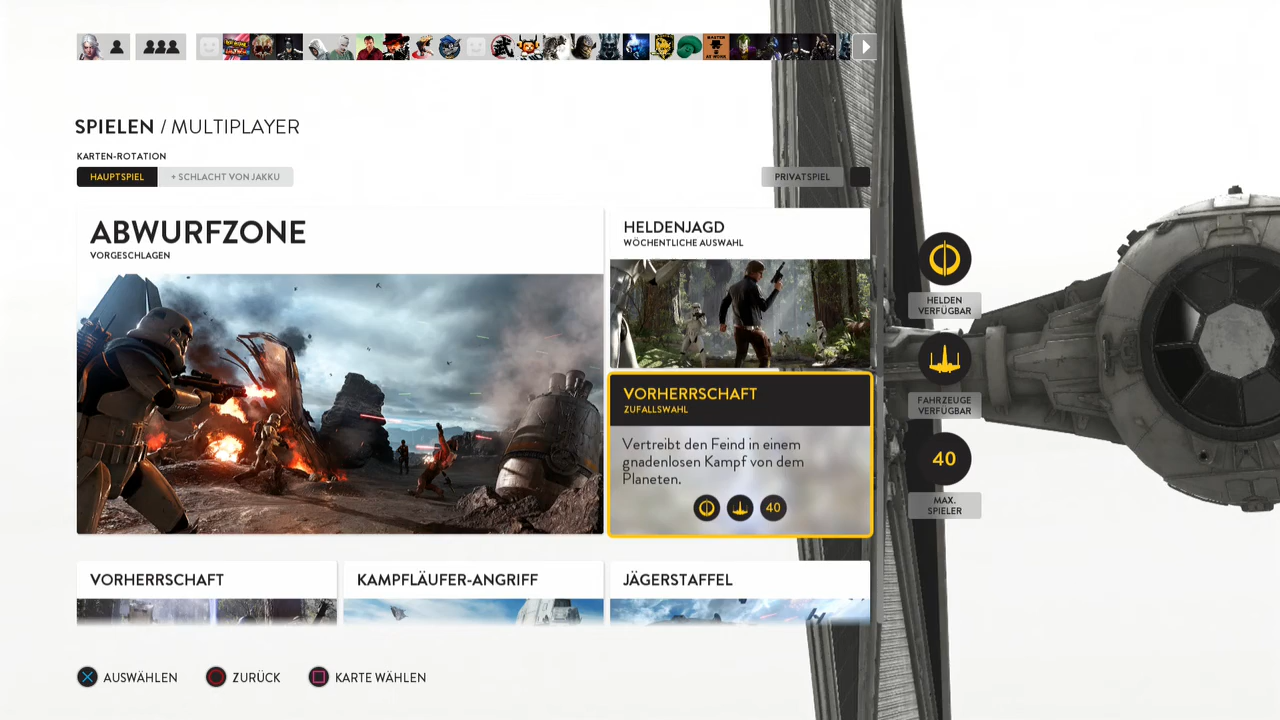 SPIELEN / MULTIPLAYER
KARTEN-ROTATION
HAUPTSPIEL
+ SCHLACHT VON JAKKU
PRIVATSPIEL
ABWURFZONE
VORGESCHLAGEN
HELDENJAGD
WÖCHENTLICHE AUSWAHL
VORHERRSCHAFT
ZUFALLSWAHL
Vertreibt den Feind in einem
gnadenlosen Kampf von dem
Planeten.
40
HELDEN
VERFÜGBAR
FAHRZEUGE
VERFÜGBAR
40
MAX.
SPIELER
VORHERRSCHAFT
KAMPFLÄUFER-ANGRIFF
JÄGERSTAFFEL
AUSWÄHLEN
ZURÜCK
KARTE WÄHLEN